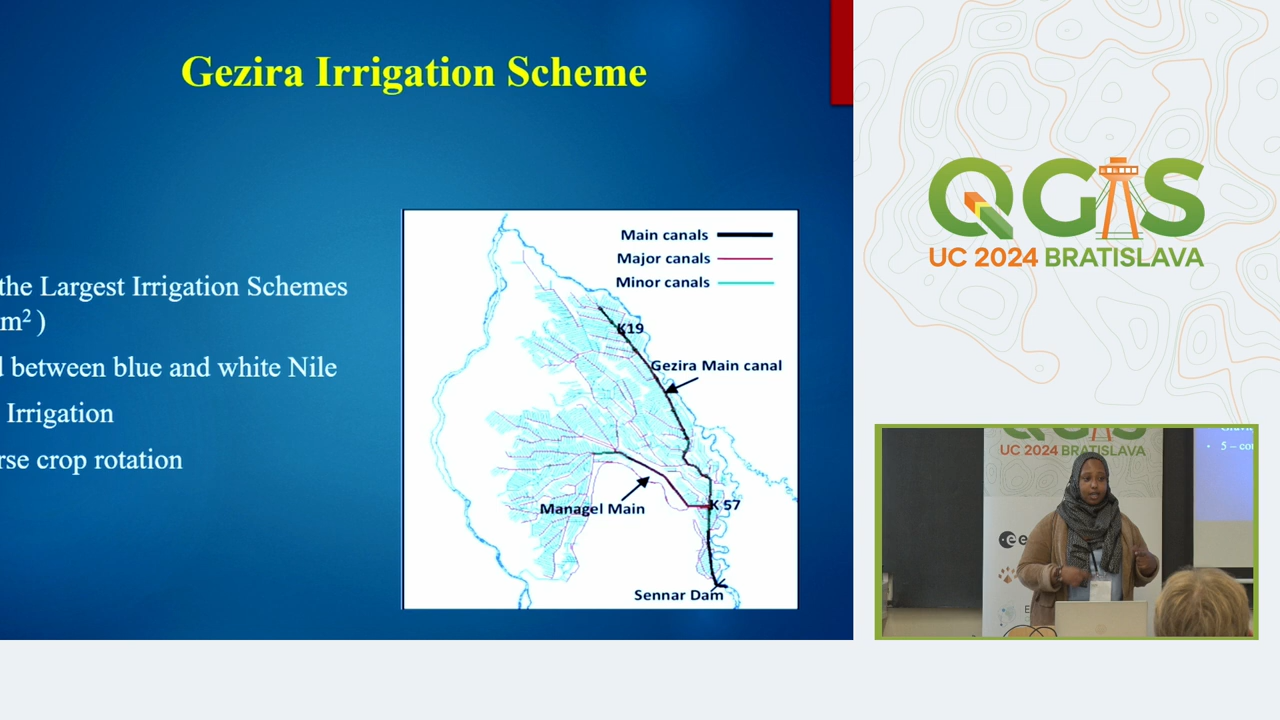 Gezira Irrigation Scheme
the Largest Irrigation Schemes
m² )
between blue and white Nile
Irrigation
rse crop rotation
Main canals
Major canals
Minor canals
K19
Gezira Main canal
Managel Main
K 57
Sennar Dam
QGIS
UC 2024 BRATISLAVA
UC 2024 BRATISLAVA
• 5 – co